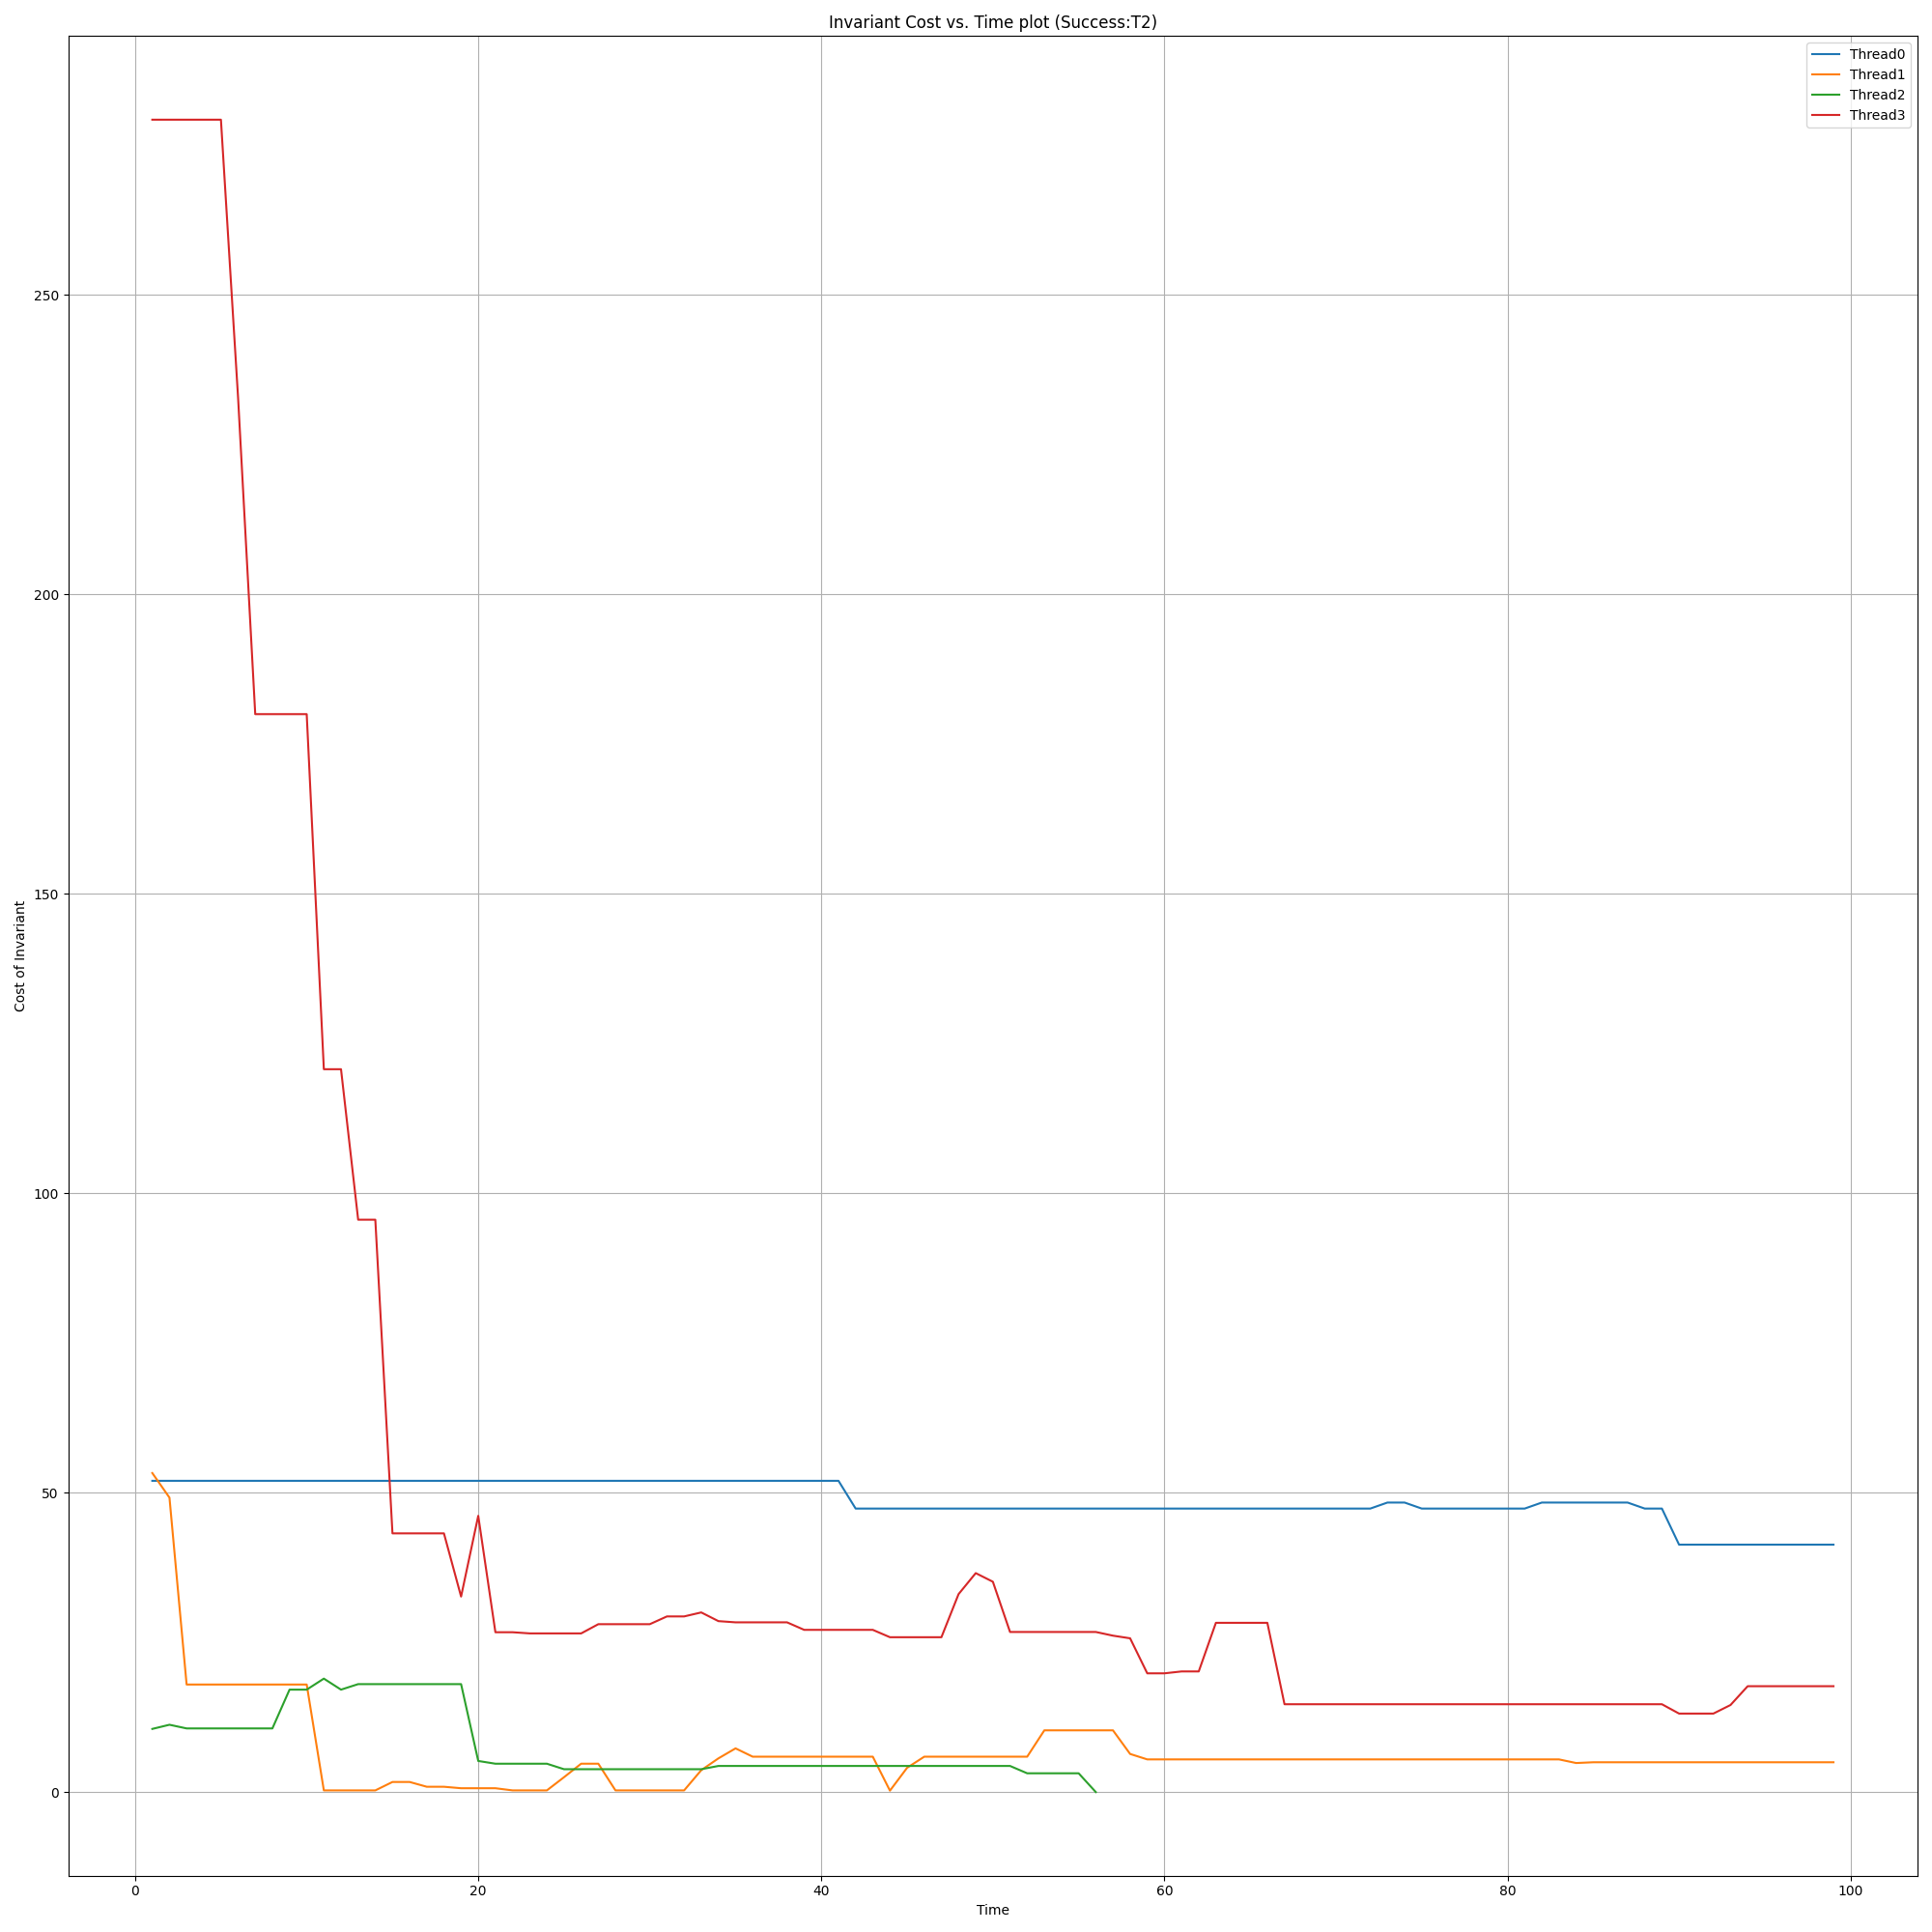 Invariant Cost vs. Time plot (Success:T2)
Thread0
Thread1
Thread2
Thread3
250
200
150
100
50
0
Cost of Invariant
0 20 40 60 80 100
Time